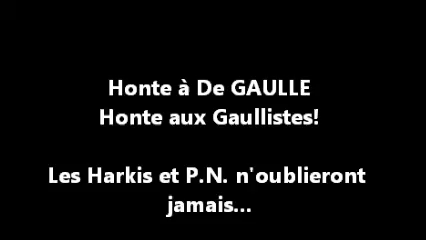 Honte à De GAULLE
Honte aux Gaullistes!
Les Harkis et P.N. n'oublieront
jamais...